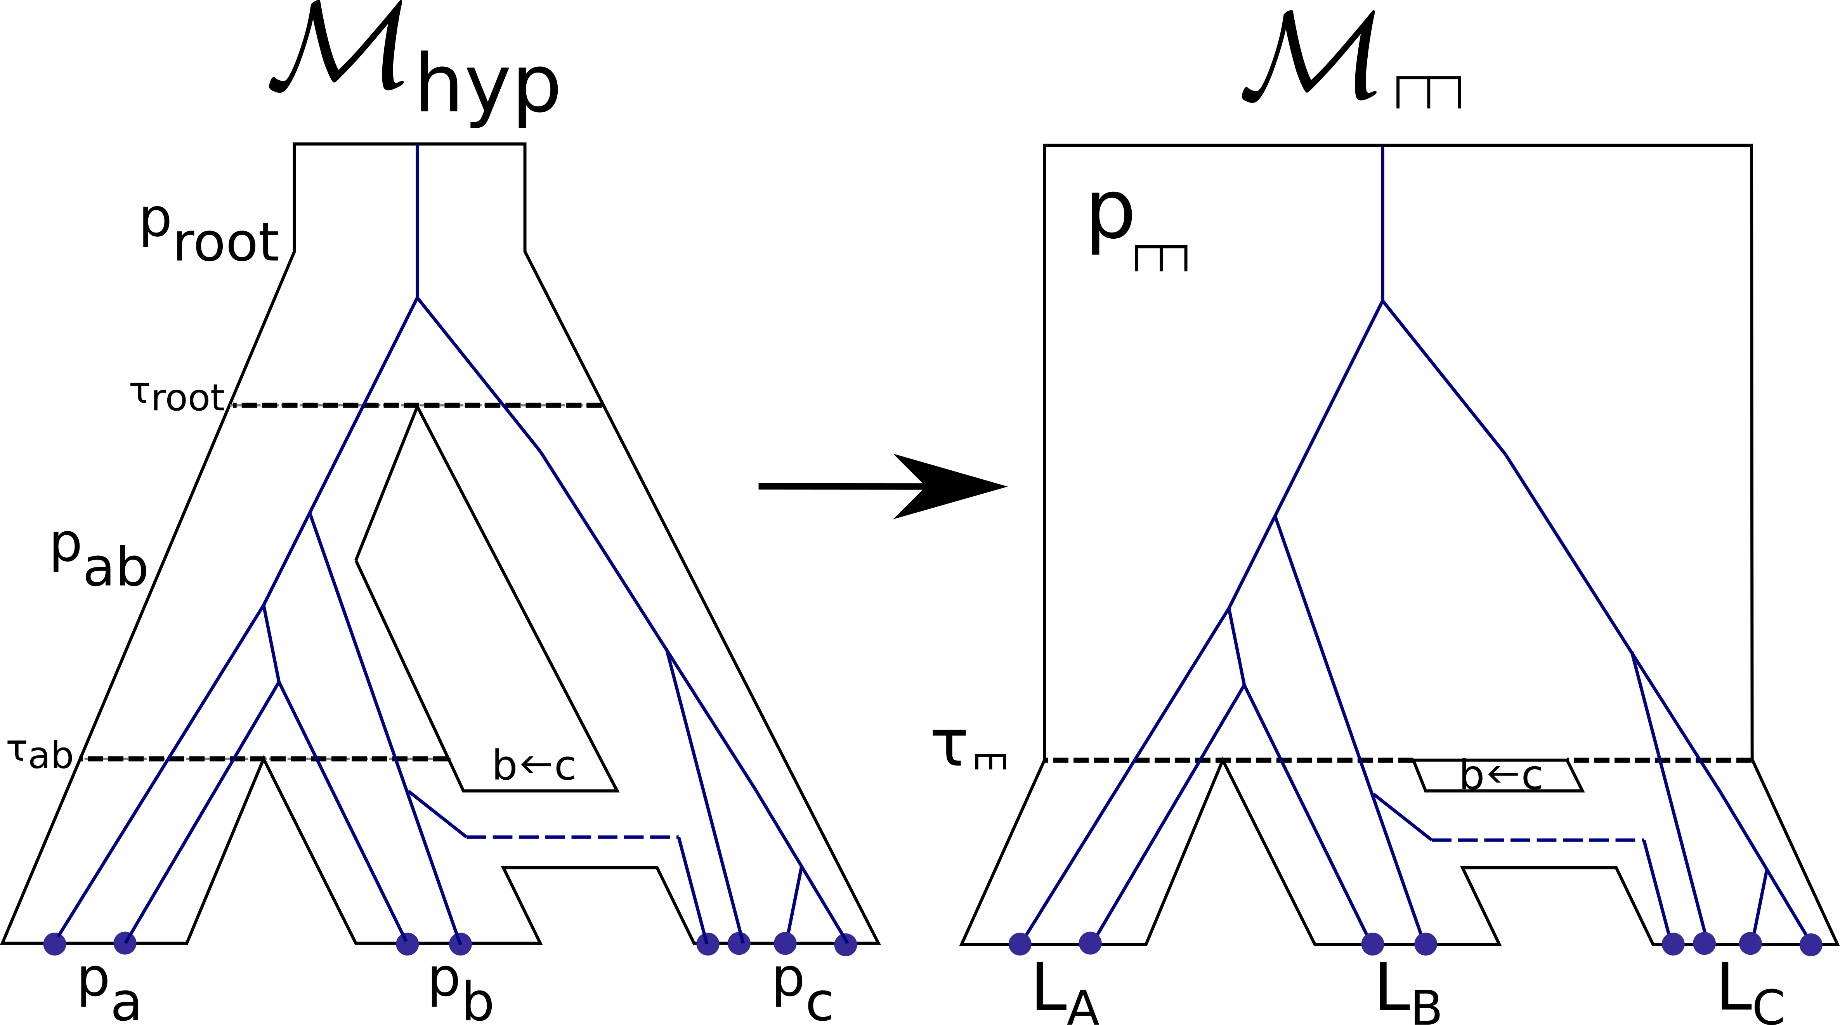 ℳhyp
ℳ
proot
p
τroot
pab
τab
b←c
τ
b←c
pa
pb
pc
LA
LB
LC